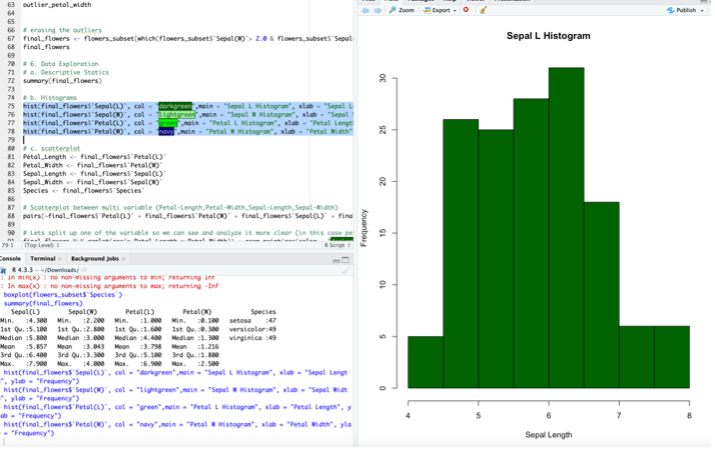 63 outlier_petal_width
64
65
66 # erasing the outliers
67 final_flowers <- flowers_subset[which(flowers_subset$`Sepal(W)`> 2.0 & flowers_subset$`Sepal
68 final_flowers
69
70 # 6. Data Exploration
71 # a. Descriptive Statics
72 summary(final_flowers)
73
74 # b. Histograms
75 hist(final_flowers$`Sepal(L)`, col = "darkgreen",main = "Sepal L Histogram", xlab = "Sepal L
76 hist(final_flowers$`Sepal(W)`, col = "lightgreen",main = "Sepal W Histogram", xlab = "Sepal
77 hist(final_flowers$`Petal(L)`, col = "green",main = "Petal L Histogram", xlab = "Petal Lengt
78 hist(final_flowers$`Petal(W)`, col = "navy",main = "Petal W Histogram", xlab = "Petal Width"
79
80 # c. scatterplot
81 Petal_Length <- final_flowers$`Petal(L)`
82 Petal_Width <- final_flowers$`Petal(W)`
83 Sepal_Length <- final_flowers$`Sepal(L)`
84 Sepal_Width <- final_flowers$`Sepal(W)`
85 Species <- final_flowers$`Species`
86
87 # Scatterplot between multi variable (Petal-Length,Petal-Width,Sepal-Length,Sepal-Width)
88 pairs(~final_flowers$`Petal(L)` + final_flowers$`Petal(W)` + final_flowers$`Sepal(L)` + fina
89
90 # Lets split up one of the variable so we can see and analyze it more clear (in this case pe
79:1 (Top Level) R Script
Console Terminal Background Jobs
R 4.3.3 · ~/Downloads/
: In min(x) : no non-missing arguments to min; returning Inf
: In max(x) : no non-missing arguments to max; returning -Inf
boxplot(flowers_subset$`Species`)
summary(final_flowers)
Sepal(L) Sepal(W) Petal(L) Petal(W) Species
Min. :4.300 Min. :2.200 Min. :1.000 Min. :0.100 setosa :47
1st Qu.:5.100 1st Qu.:2.800 1st Qu.:1.600 1st Qu.:0.300 versicolor:49
Median :5.800 Median :3.000 Median :4.400 Median :1.300 virginica :49
Mean :5.857 Mean :3.043 Mean :3.798 Mean :1.216
3rd Qu.:6.400 3rd Qu.:3.300 3rd Qu.:5.100 3rd Qu.:1.800
Max. :7.900 Max. :4.000 Max. :6.900 Max. :2.500
hist(final_flowers$`Sepal(L)`, col = "darkgreen",main = "Sepal L Histogram", xlab = "Sepal Lengt
", ylab = "Frequency")
hist(final_flowers$`Sepal(W)`, col = "lightgreen",main = "Sepal W Histogram", xlab = "Sepal Widt
", ylab = "Frequency")
hist(final_flowers$`Petal(L)`, col = "green",main = "Petal L Histogram", xlab = "Petal Length", y
ab = "Frequency")
hist(final_flowers$`Petal(W)`, col = "navy",main = "Petal W Histogram", xlab = "Petal Width", yla
= "Frequency")
Zoom Export Publish
Sepal L Histogram
Frequency
30
25
20
15
10
5
0
4 5 6 7 8
Sepal Length